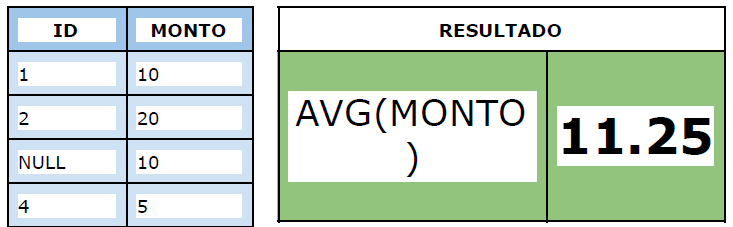 ID MONTO
1 10
2 20
NULL 10
4 5
RESULTADO
AVG(MONTO
)
11.25